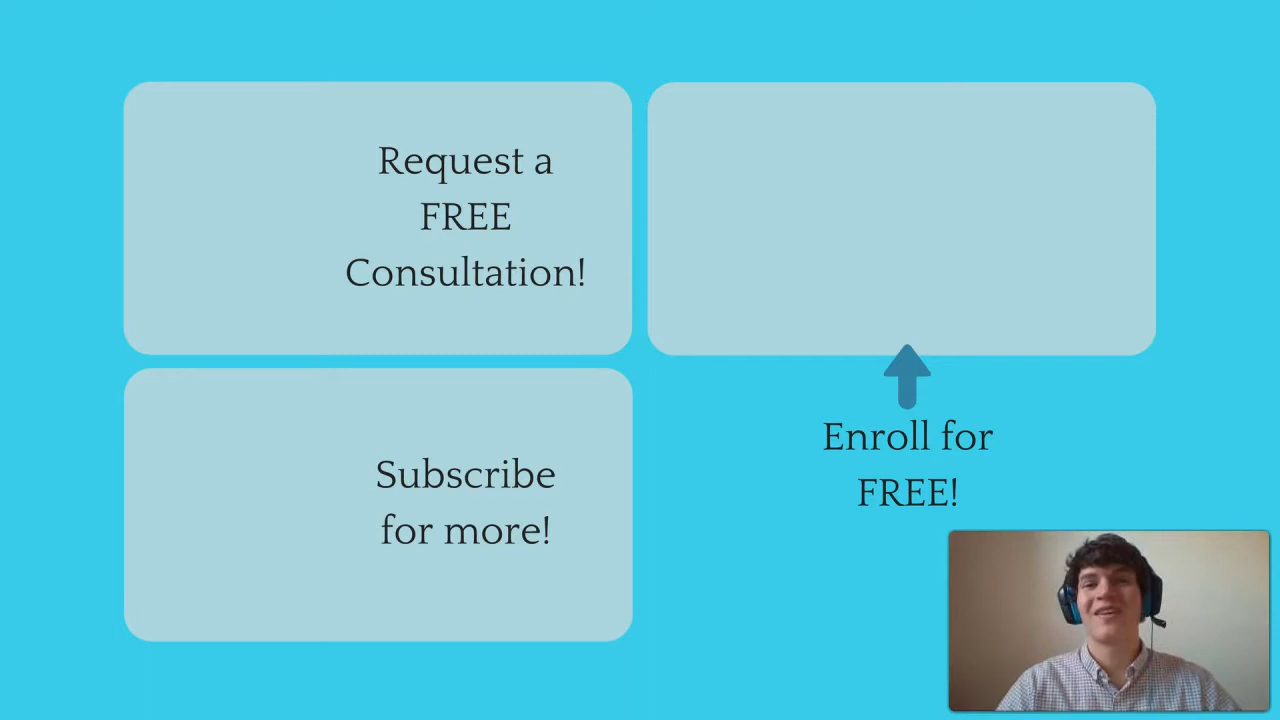 Request a
FREE
Consultation!
Subscribe
for more!
Enroll for
FREE!